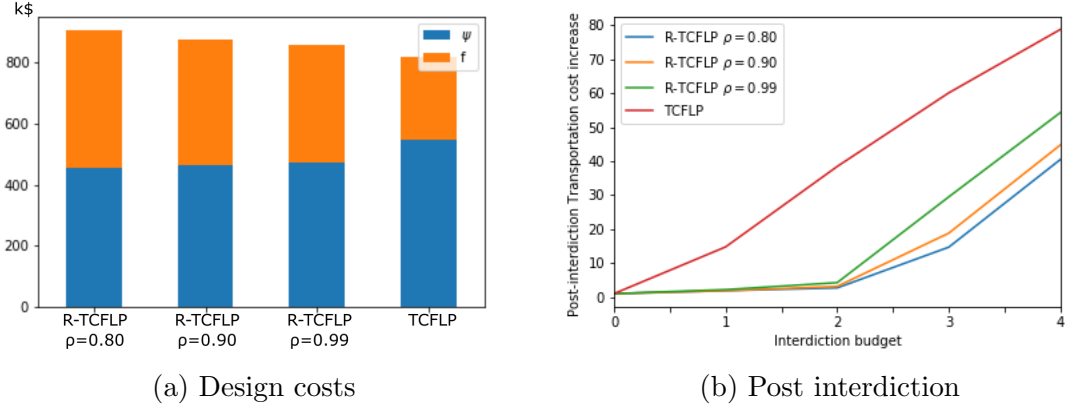 k$
800
600
400
200
0
ψ
f
R-TCFLP
ρ=0.80
R-TCFLP
ρ=0.90
R-TCFLP
ρ=0.99
TCFLP
(a) Design costs
Post-interdiction Transportation cost increase
80
70
60
50
40
30
20
10
0
R-TCFLP ρ = 0.80
R-TCFLP ρ = 0.90
R-TCFLP ρ = 0.99
TCFLP
0 1 2 3 4
Interdiction budget
(b) Post interdiction